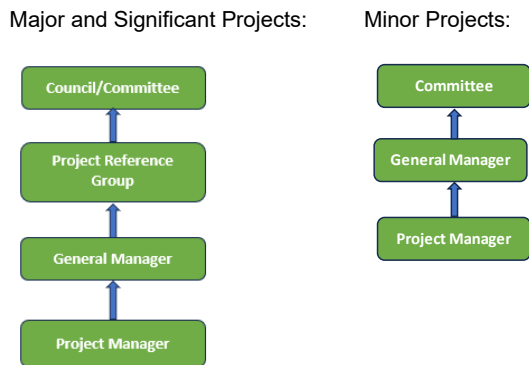 Major and Significant Projects:
Council/Committee
Project Reference
Group
General Manager
Project Manager
Minor Projects:
Committee
General Manager
Project Manager